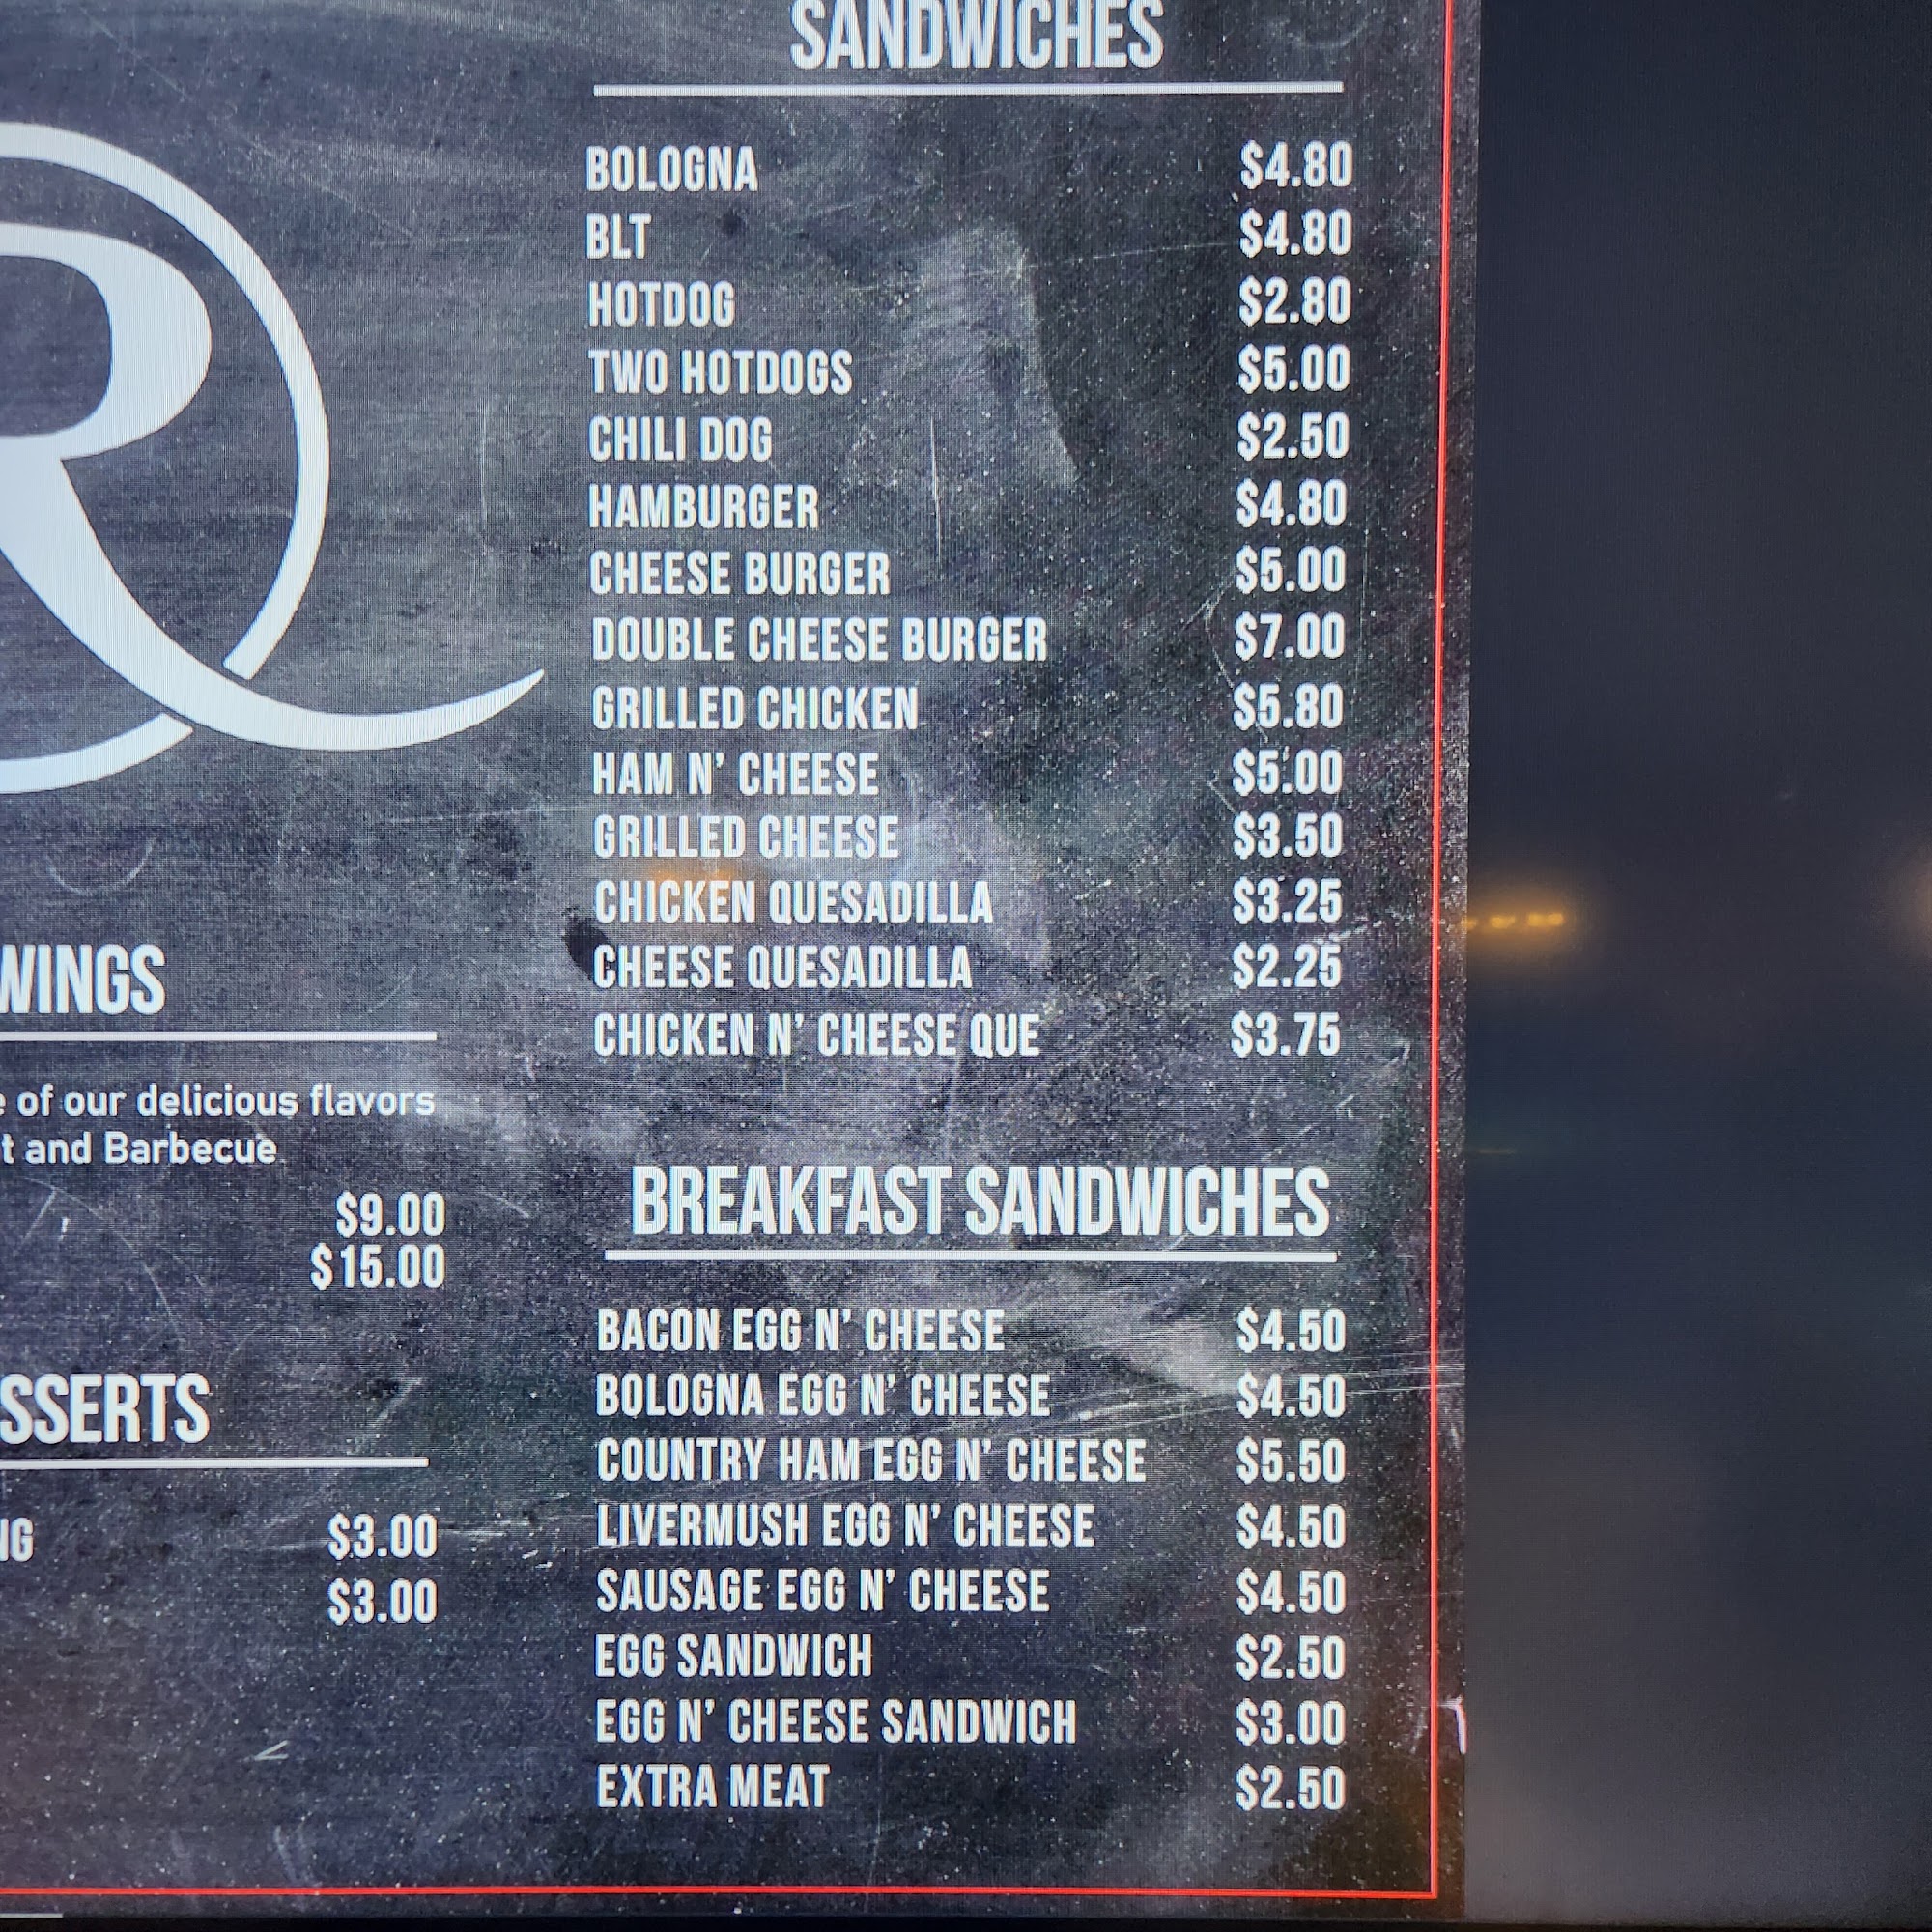 SANDWICHES
BOLOGNA $4.80
BLT $4.80
HOTDOG $2.80
TWO HOTDOGS $5.00
CHILI DOG $2.50
HAMBURGER $4.80
CHEESE BURGER $5.00
DOUBLE CHEESE BURGER $7.00
GRILLED CHICKEN $5.80
HAM N' CHEESE $5.00
GRILLED CHEESE $3.50
CHICKEN QUESADILLA $3.25
CHEESE QUESADILLA $2.25
CHICKEN N' CHEESE QUE $3.75
BREAKFAST SANDWICHES
BACON EGG N' CHEESE $4.50
BOLOGNA EGG N' CHEESE $4.50
COUNTRY HAM EGG N' CHEESE $5.50
LIVERMUSH EGG N' CHEESE $4.50
SAUSAGE EGG N' CHEESE $4.50
EGG SANDWICH $2.50
EGG N' CHEESE SANDWICH $3.00
EXTRA MEAT $2.50
R
WINGS
of our delicious flavors
and Barbecue
$9.00
$15.00
SSERTS
NG $3.00
$3.00